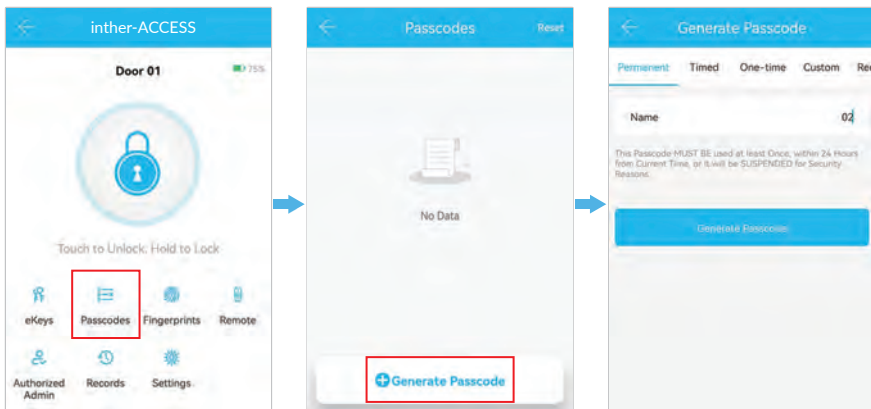 inther-ACCESS
Door 01
75%
Touch to Unlock, Hold to Lock
eKeys Passcodes Fingerprints Remote
Authorized Admin Records Settings
Passcodes Reset
No Data
Generate Passcode
Generate Passcode
Permanent Timed One-time Custom Rec
Name 02
This Passcode MUST BE used at least Once, within 24 Hours
from Current Time, or it will be SUSPENDED for Security
Reasons.
Generate Passcode